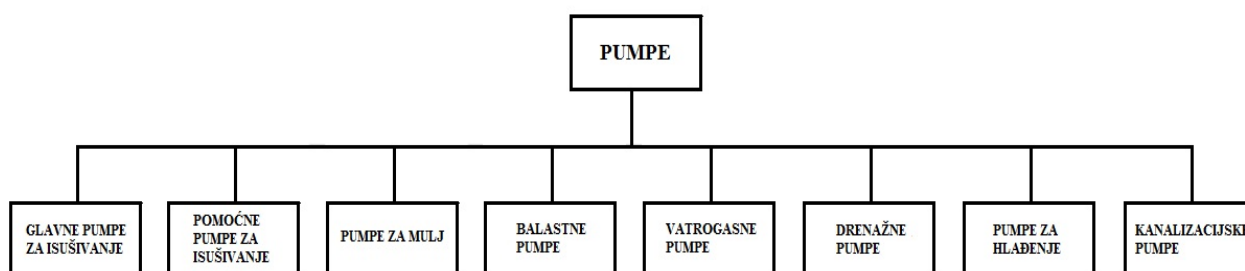 PUMPE
GLAVNE PUMPE
ZA ISUŠIVANJE
POMOĆNE
PUMPE ZA
ISUŠIVANJE
PUMPE ZA MULJ
BALASTNE
PUMPE
VATROGASNE
PUMPE
DRENAŽNE
PUMPE
PUMPE ZA
HLAĐENJE
KANALIZACIJSKE
PUMPE